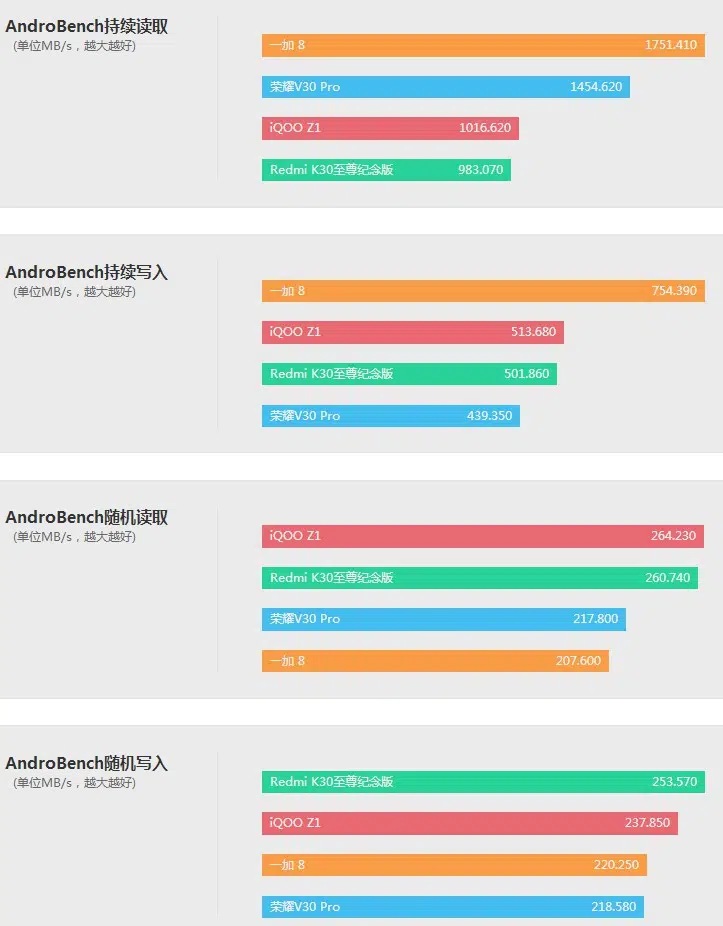 AndroBench持续读取
(单位MB/s，越大越好)
一加 8 1751.410
荣耀V30 Pro 1454.620
iQOO Z1 1016.620
Redmi K30至尊纪念版 983.070
AndroBench持续写入
(单位MB/s，越大越好)
一加 8 754.390
iQOO Z1 513.680
Redmi K30至尊纪念版 501.860
荣耀V30 Pro 439.350
AndroBench随机读取
(单位MB/s，越大越好)
iQOO Z1 264.230
Redmi K30至尊纪念版 260.740
荣耀V30 Pro 217.800
一加 8 207.600
AndroBench随机写入
(单位MB/s，越大越好)
Redmi K30至尊纪念版 253.570
iQOO Z1 237.850
一加 8 220.250
荣耀V30 Pro 218.580